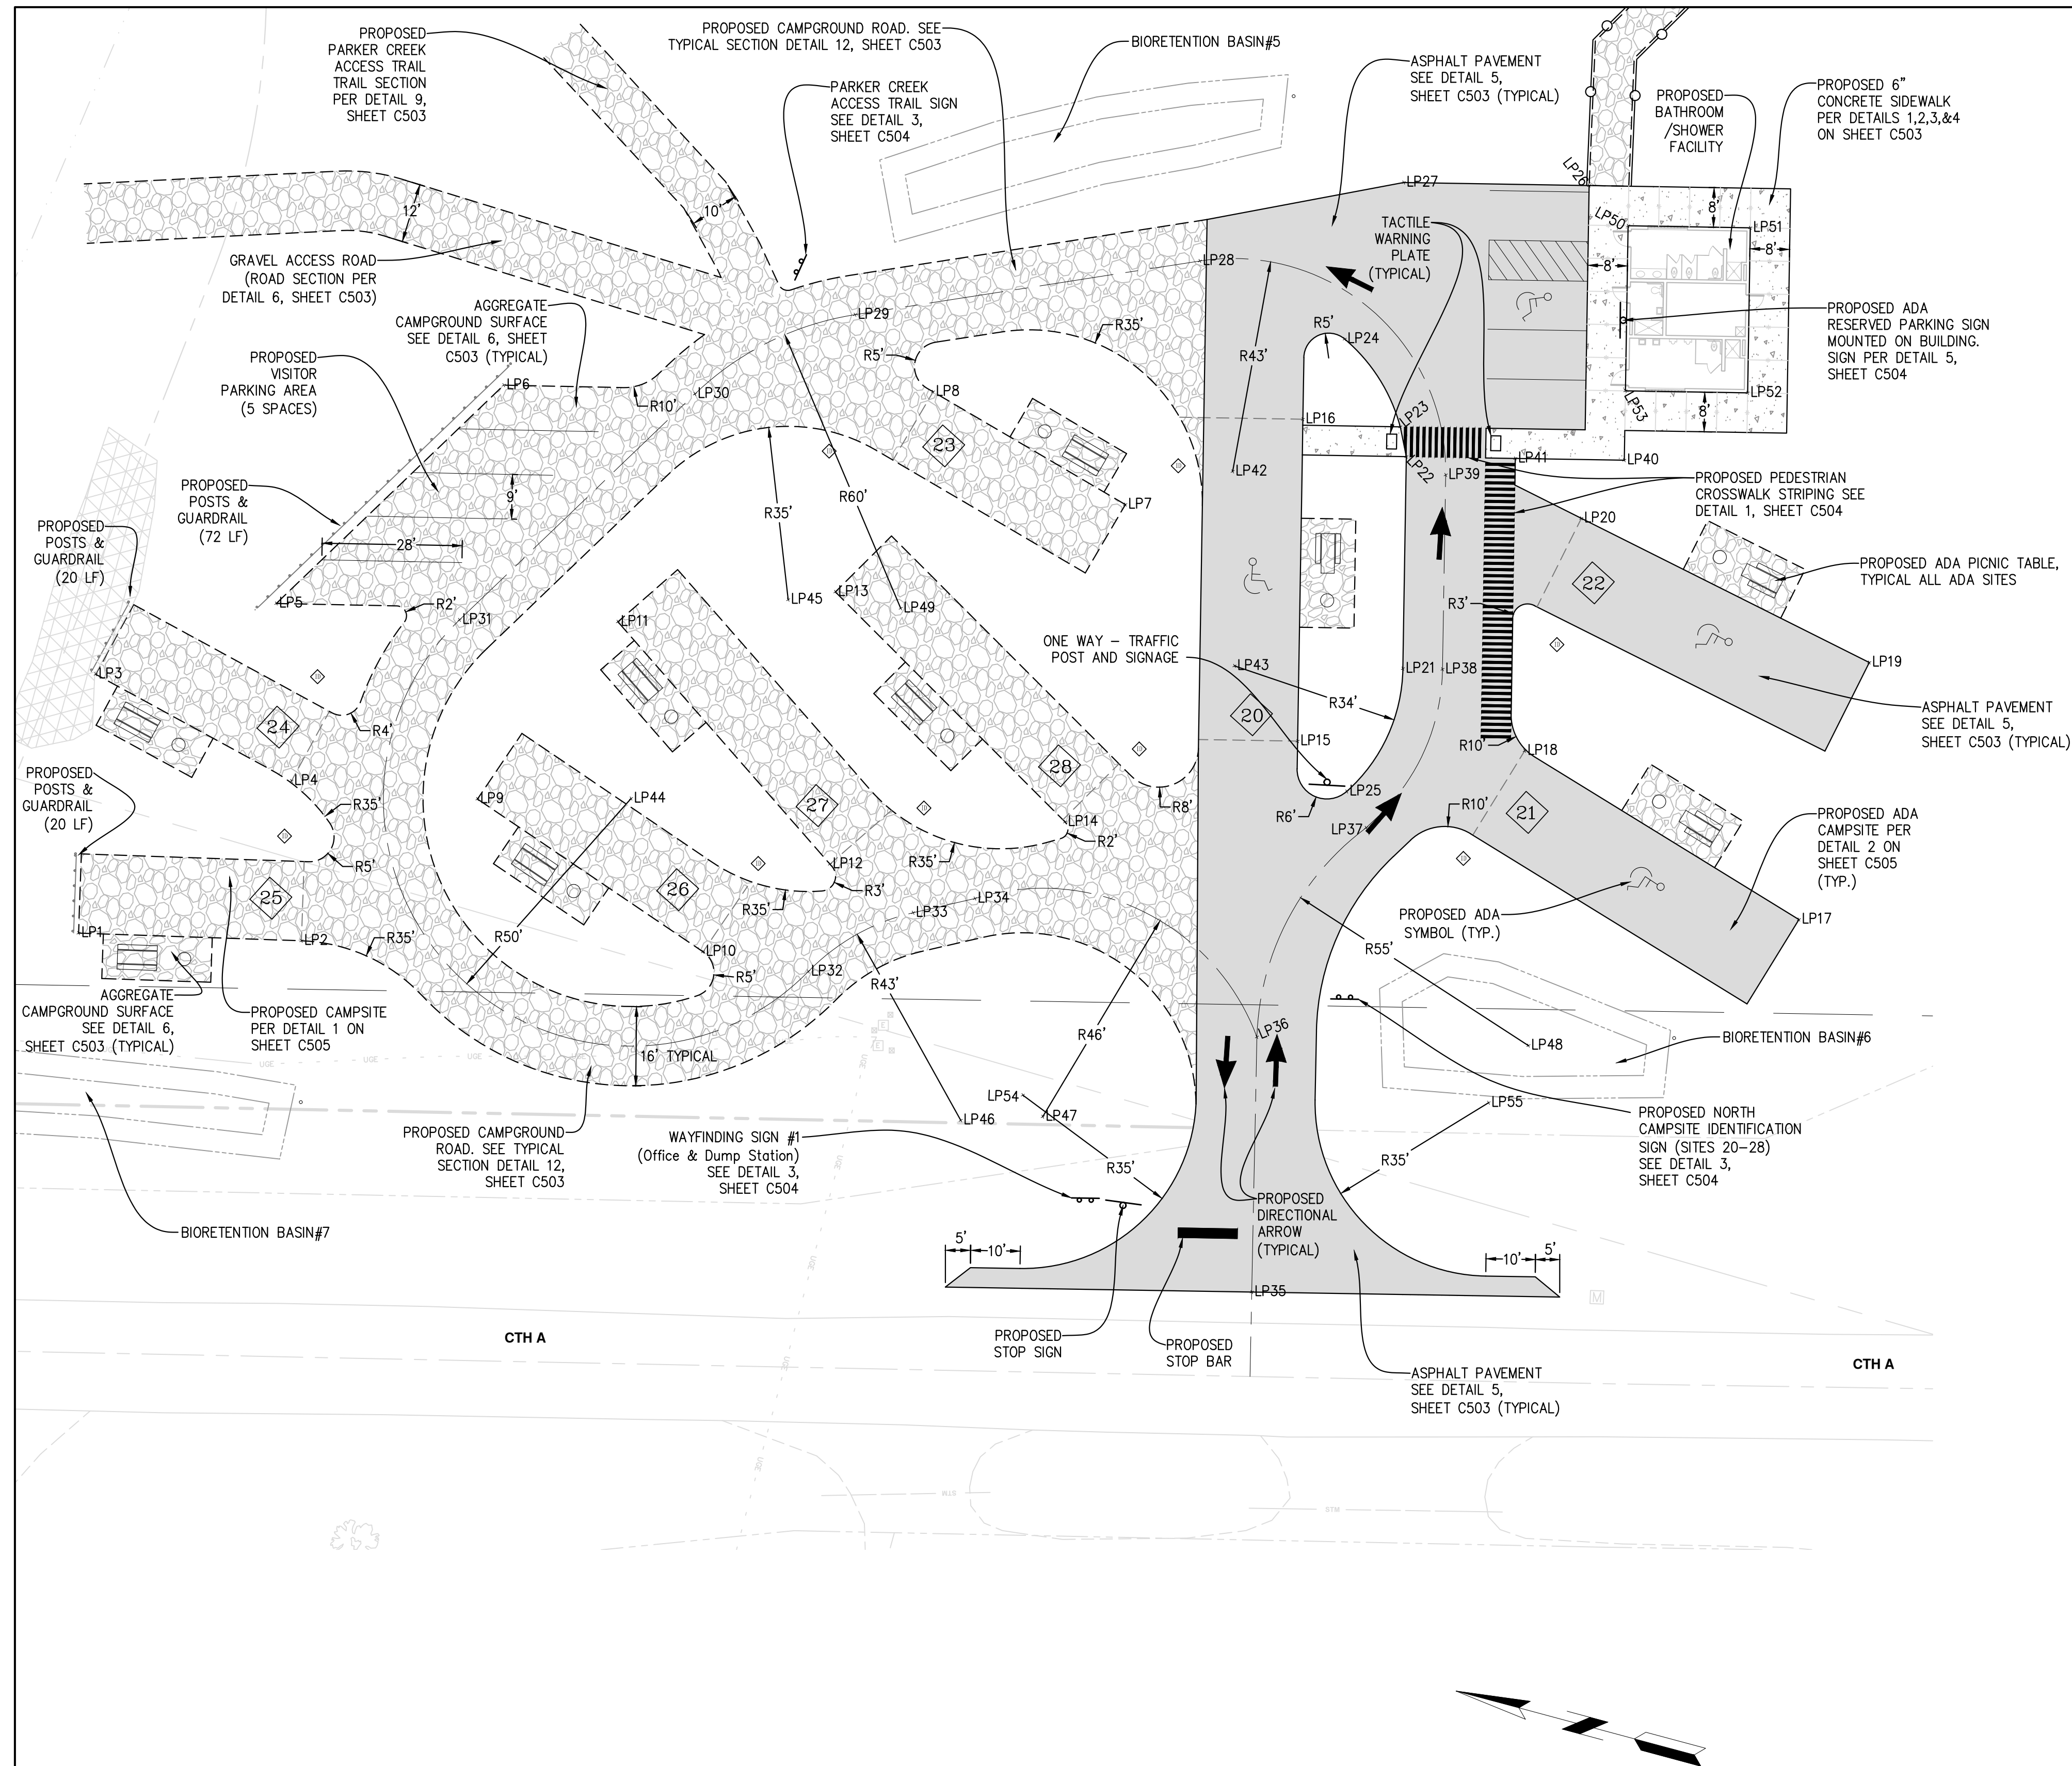 PROPOSED
PARKER CREEK
ACCESS TRAIL
TRAIL SECTION
PER DETAIL 9,
SHEET C503
PROPOSED CAMPGROUND ROAD. SEE
TYPICAL SECTION DETAIL 12, SHEET C503
BIORETENTION BASIN#5
PARKER CREEK
ACCESS TRAIL SIGN
SEE DETAIL 3,
SHEET C504
ASPHALT PAVEMENT
SEE DETAIL 5,
SHEET C503 (TYPICAL)
PROPOSED
BATHROOM
/SHOWER
FACILITY
PROPOSED 6"
CONCRETE SIDEWALK
PER DETAILS 1,2,3,&4
ON SHEET C503
LP26
LP27
12'
10'
8'
LP50
LP51
8'
8'
TACTILE
WARNING
PLATE
(TYPICAL)
GRAVEL ACCESS ROAD
(ROAD SECTION PER
DETAIL 6, SHEET C503)
LP28
AGGREGATE
CAMPGROUND SURFACE
SEE DETAIL 6, SHEET
C503 (TYPICAL)
LP29
R35'
R5'
LP24
R43'
R5'
PROPOSED ADA
RESERVED PARKING SIGN
MOUNTED ON BUILDING.
SIGN PER DETAIL 5,
SHEET C504
PROPOSED
VISITOR
PARKING AREA
(5 SPACES)
LP6
R10'
LP30
LP8
LP52
LP53
8'
LP16
LP23
23
LP22
LP42
LP39
LP41
LP40
PROPOSED
POSTS &
GUARDRAIL
(72 LF)
9'
28'
R35'
R60'
LP7
PROPOSED PEDESTRIAN
CROSSWALK STRIPING SEE
DETAIL 1, SHEET C504
PROPOSED
POSTS &
GUARDRAIL
(20 LF)
LP20
PROPOSED ADA PICNIC TABLE,
TYPICAL ALL ADA SITES
22
LP5
R2'
LP31
LP11
LP45
LP13
LP49
R3'
ONE WAY – TRAFFIC
POST AND SIGNAGE
LP3
LP43
LP21
LP38
LP19
R34'
24
R4'
20
ASPHALT PAVEMENT
SEE DETAIL 5,
SHEET C503 (TYPICAL)
LP15
R10'
LP18
LP4
28
PROPOSED
POSTS &
GUARDRAIL
(20 LF)
R35'
LP9
LP44
27
R8'
R6'
LP25
LP37
R10'
21
LP14
R2'
PROPOSED ADA
CAMPSITE PER
DETAIL 2 ON
SHEET C505
(TYP.)
R5'
LP12
R35'
R3'
26
R35'
25
LP33
LP34
PROPOSED ADA
SYMBOL (TYP.)
LP17
LP1
LP2
R35'
R50'
LP10
R5'
LP32
R43'
R55'
AGGREGATE
CAMPGROUND SURFACE
SEE DETAIL 6,
SHEET C503 (TYPICAL)
PROPOSED CAMPSITE
PER DETAIL 1 ON
SHEET C505
R46'
LP36
LP48
BIORETENTION BASIN#6
16' TYPICAL
UGE
UGE
UGE
UGE
UGE
E
E
LP54
LP46
LP47
LP55
PROPOSED NORTH
CAMPSITE IDENTIFICATION
SIGN (SITES 20–28)
SEE DETAIL 3,
SHEET C504
PROPOSED CAMPGROUND
ROAD. SEE TYPICAL
SECTION DETAIL 12,
SHEET C503
WAYFINDING SIGN #1
(Office & Dump Station)
SEE DETAIL 3,
SHEET C504
R35'
R35'
UGE
PROPOSED
DIRECTIONAL
ARROW
(TYPICAL)
BIORETENTION BASIN#7
5'
10'
10'
5'
UGE
LP35
M
CTH A
PROPOSED
STOP SIGN
PROPOSED
STOP BAR
UGE
CTH A
ASPHALT PAVEMENT
SEE DETAIL 5,
SHEET C503 (TYPICAL)
UGE
STM
STM